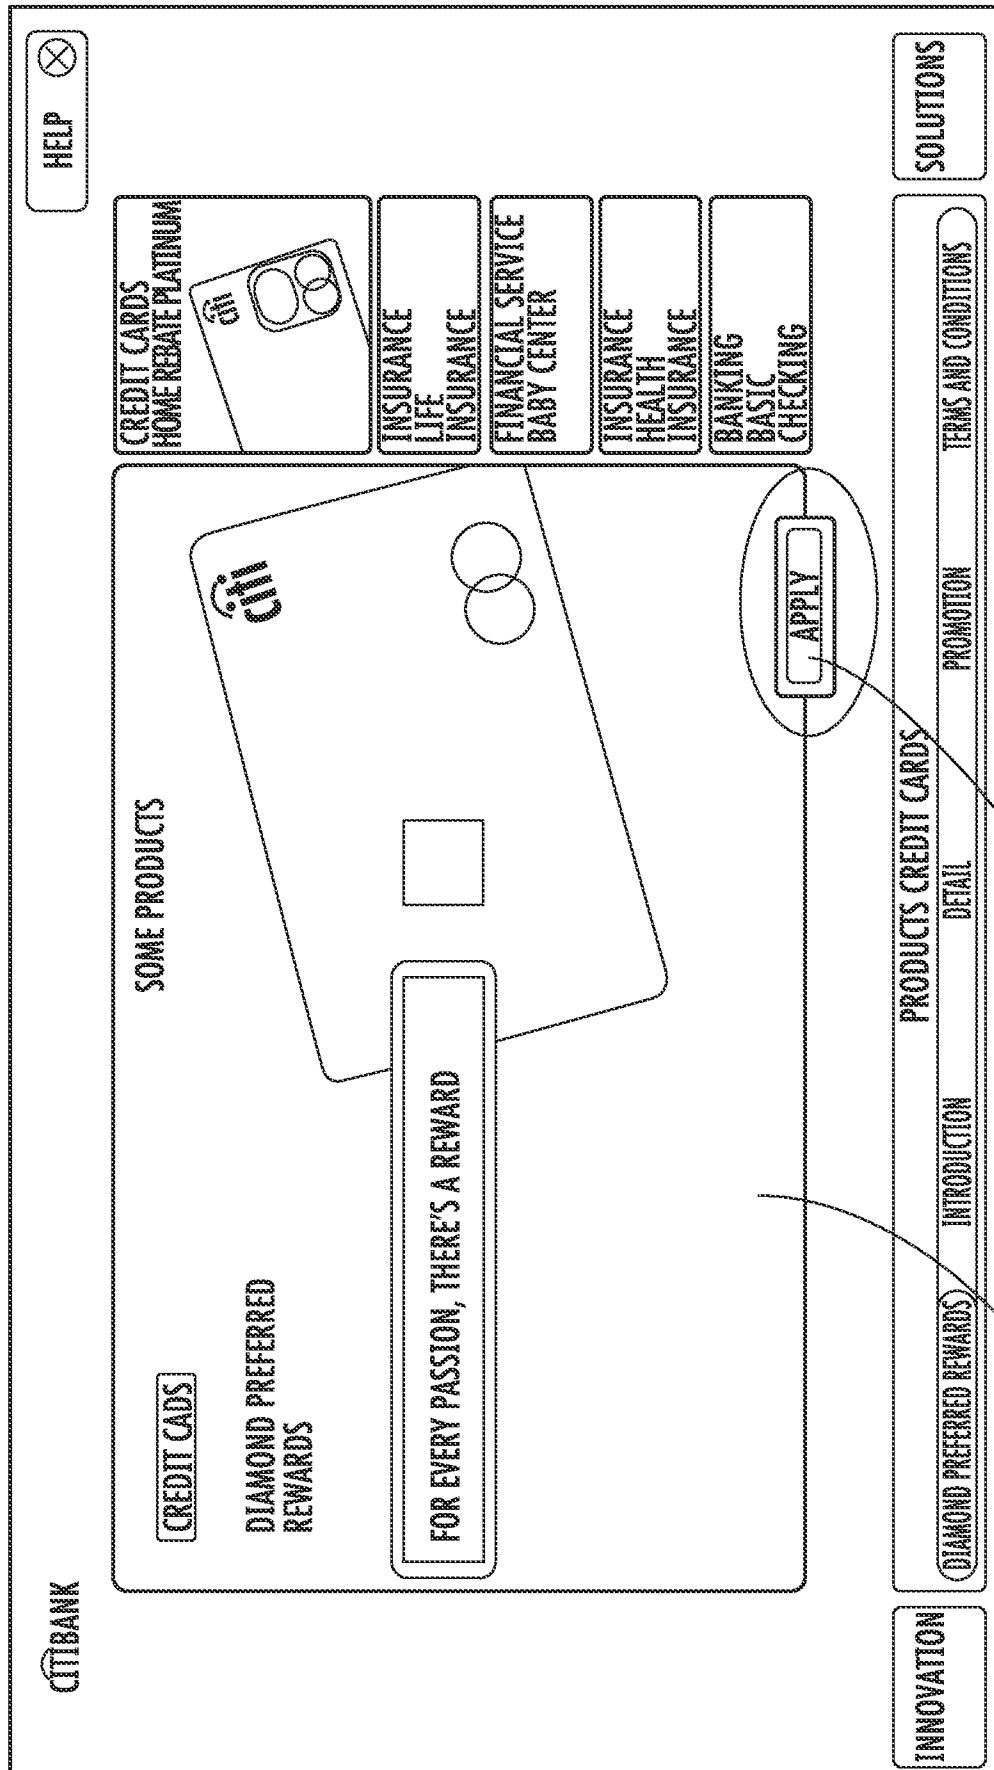 CITIBANK
HELP
SOME PRODUCTS
CREDIT CADS
DIAMOND PREFERRED
REWARDS
citi
FOR EVERY PASSION, THERE'S A REWARD
APPLY
CREDIT CARDS
HOME REBATE PLATINUM
citi
INSURANCE
LIFE
INSURANCE
FINANCIAL SERVICE
BABY CENTER
INSURANCE
HEALTH
INSURANCE
BANKING
BASIC
CHECKING
INNOVATION
PRODUCTS CREDIT CARDS
DIAMOND PREFERRED REWARDS INTRODUCTION DETAIL PROMOTION TERMS AND CONDITIONS
SOLUTIONS